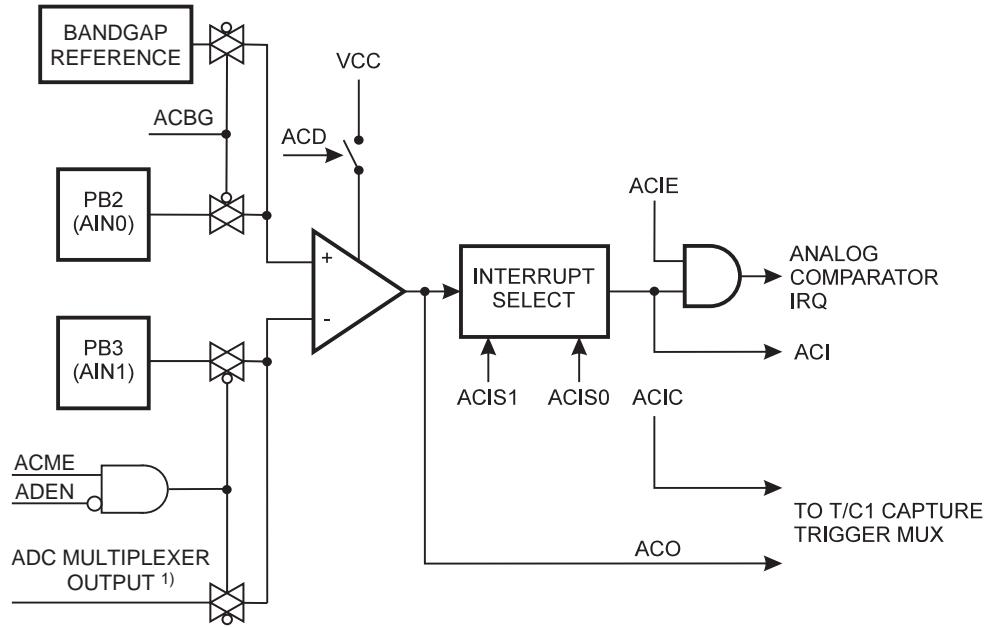 BANDGAP
REFERENCE
VCC
ACBG
ACD
PB2
(AIN0)
ACIE
+
INTERRUPT
SELECT
ANALOG
COMPARATOR
IRQ
-
PB3
(AIN1)
ACI
ACIS1
ACIS0
ACIC
ACME
ADEN
TO T/C1 CAPTURE
TRIGGER MUX
ADC MULTIPLEXER
OUTPUT 1)
ACO